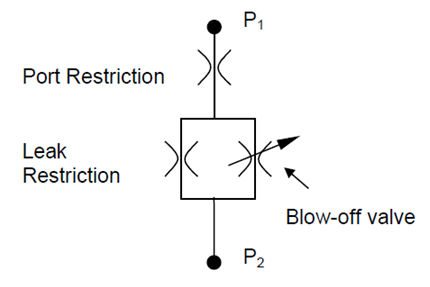 P1
Port Restriction
Leak
Restriction
Blow-off valve
P2